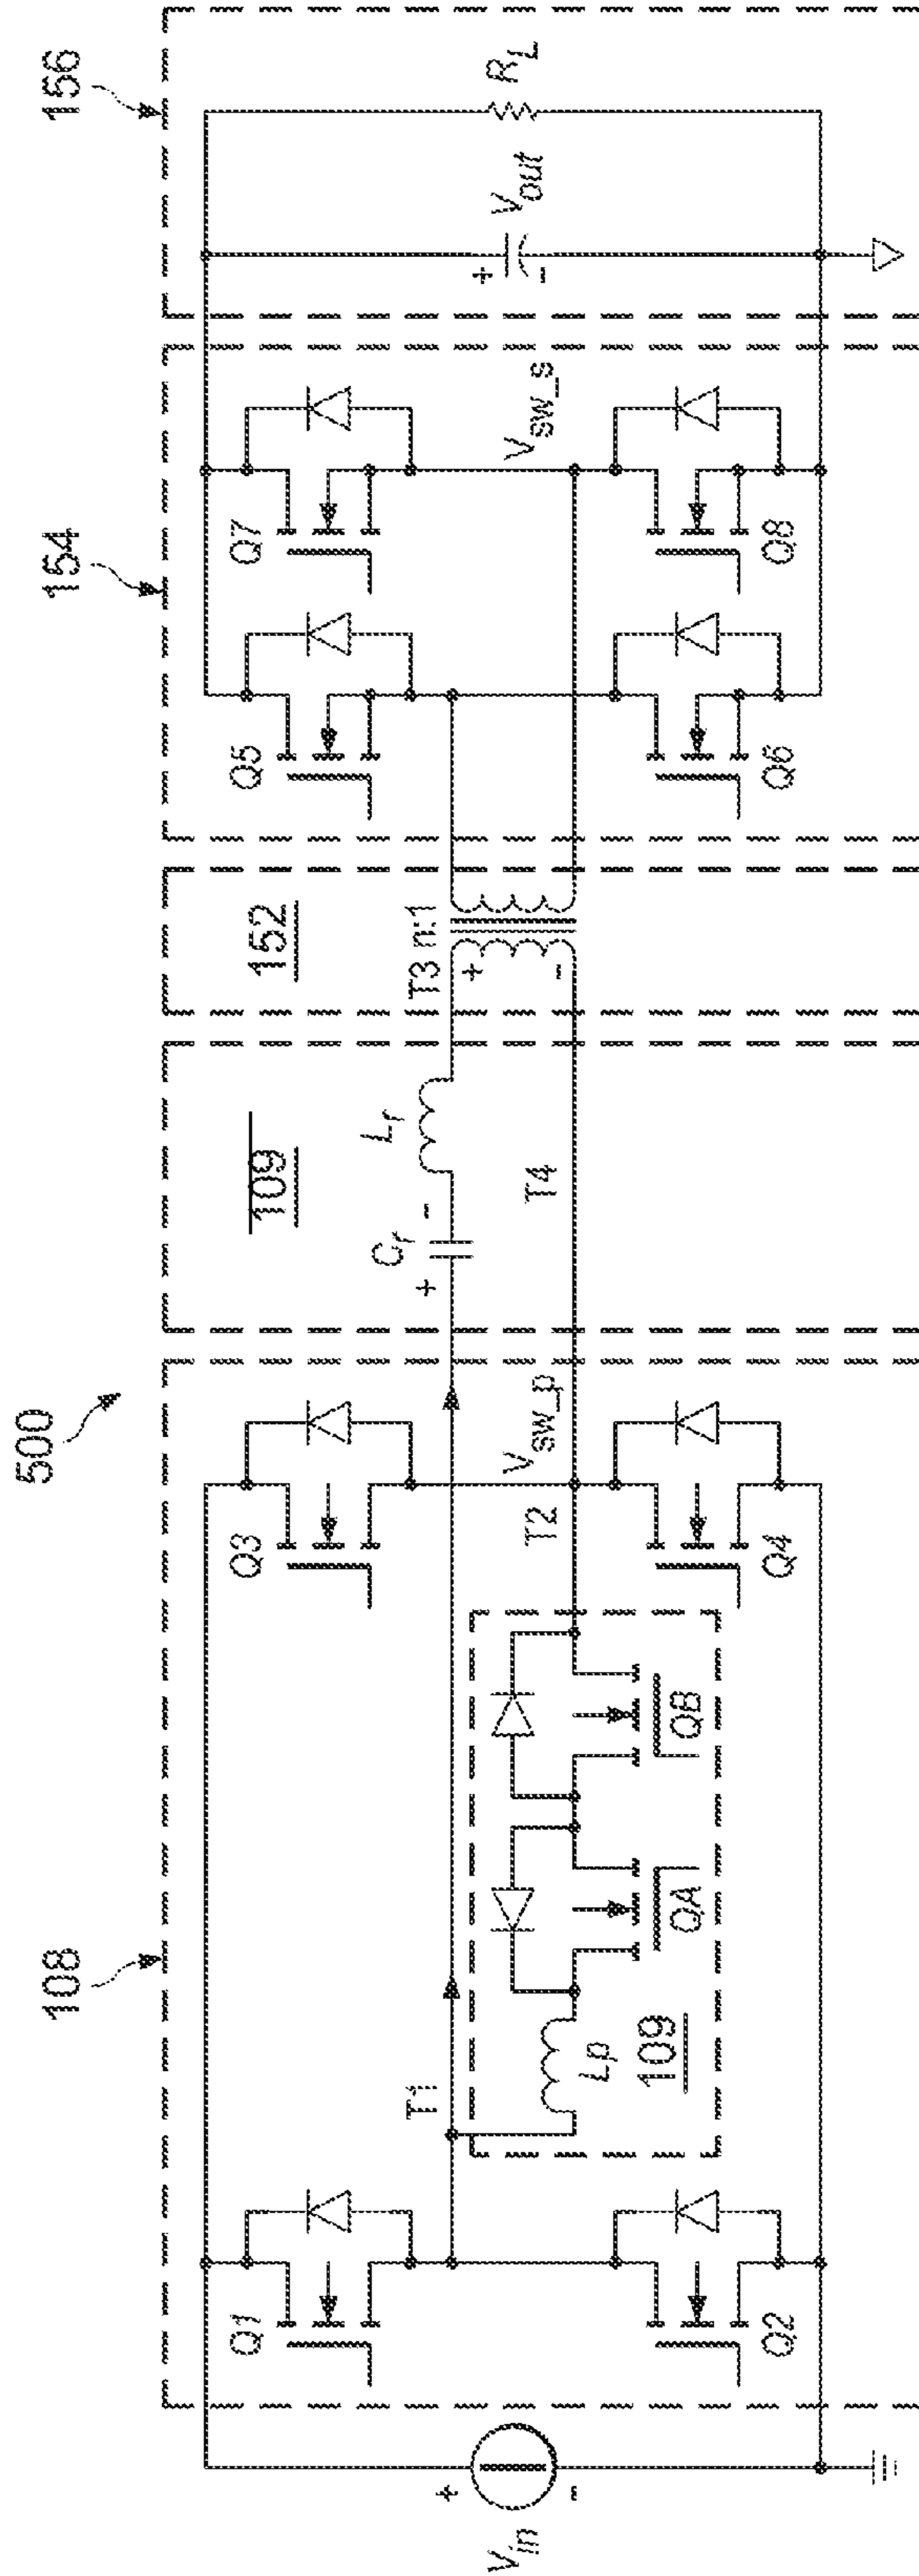 500
108
154
156
109
152
Q1
Q3
Q5
Q7
T1
Cr
+
-
Lr
T3 n:1
+
-
Vin
+
-
Lp
109
QA
QB
T2
Vsw_p
T4
Vsw_s
+
-
Vout
RL
Q2
Q4
Q6
Q8